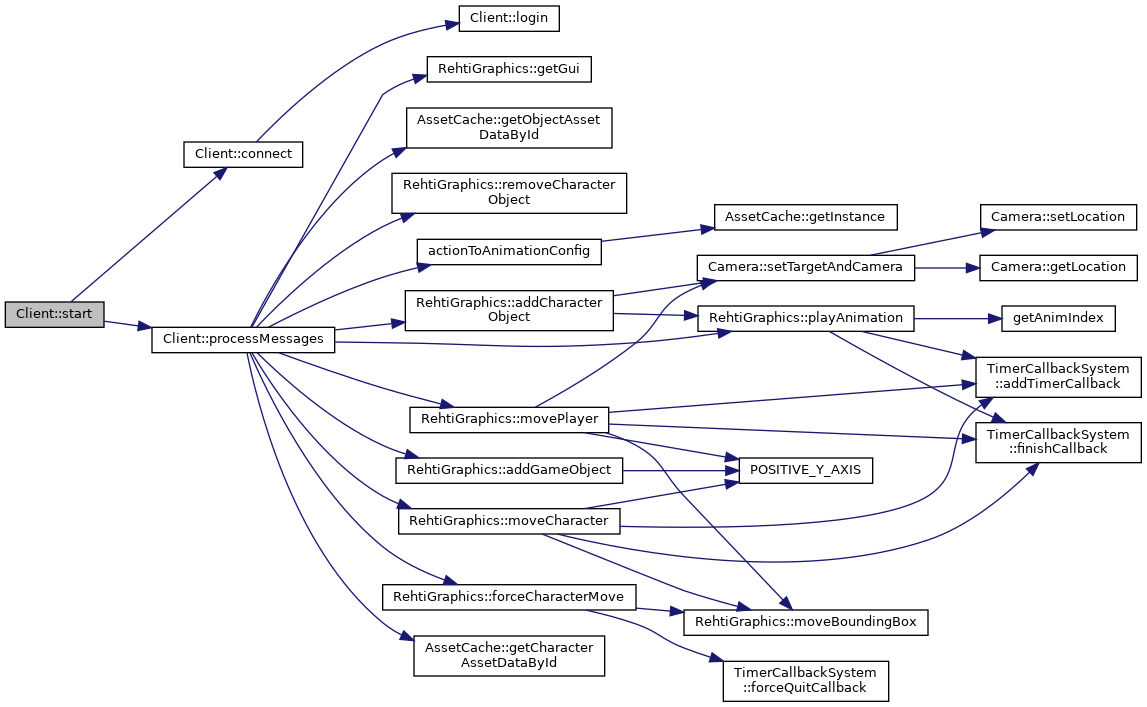 Client::login
RehtiGraphics::getGui
AssetCache::getObjectAsset
DataById
Client::connect
RehtiGraphics::removeCharacter
Object
AssetCache::getInstance
Camera::setLocation
actionToAnimationConfig
Camera::setTargetAndCamera
Camera::getLocation
Client::start
RehtiGraphics::addCharacter
Object
RehtiGraphics::playAnimation
getAnimIndex
Client::processMessages
TimerCallbackSystem
::addTimerCallback
RehtiGraphics::movePlayer
TimerCallbackSystem
::finishCallback
RehtiGraphics::addGameObject
POSITIVE_Y_AXIS
RehtiGraphics::moveCharacter
RehtiGraphics::forceCharacterMove
RehtiGraphics::moveBoundingBox
AssetCache::getCharacter
AssetDataById
TimerCallbackSystem
::forceQuitCallback